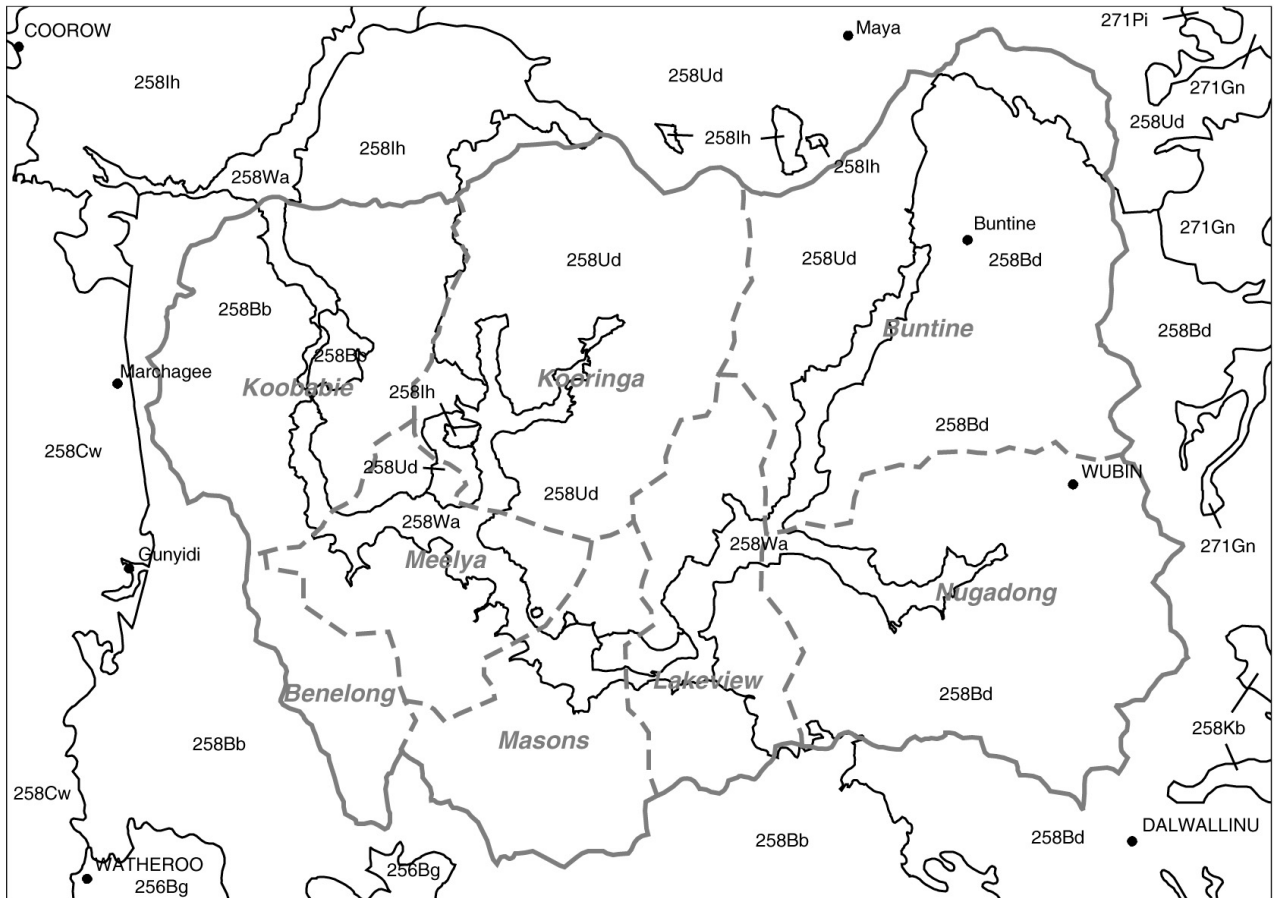 COOROW
Maya
271Pi
258Ih
258Ud
271Gn
258Ud
258Ih
258Ih
258Ih
258Wa
Buntine
271Gn
258Ud
258Ud
258Bd
258Bb
Buntine
258Bd
258Bb
Marchagee
Koobabie
Kooringa
258Ih
258Bd
258Cw
258Ud
WUBIN
258Ud
258Wa
258Wa
271Gn
Gunyidi
Meelya
Nugadong
Benelong
Lakeview
258Bd
258Kb
258Bb
Masons
258Cw
DALWALLINU
258Bb
258Bd
WATHEROO
256Bg
256Bg